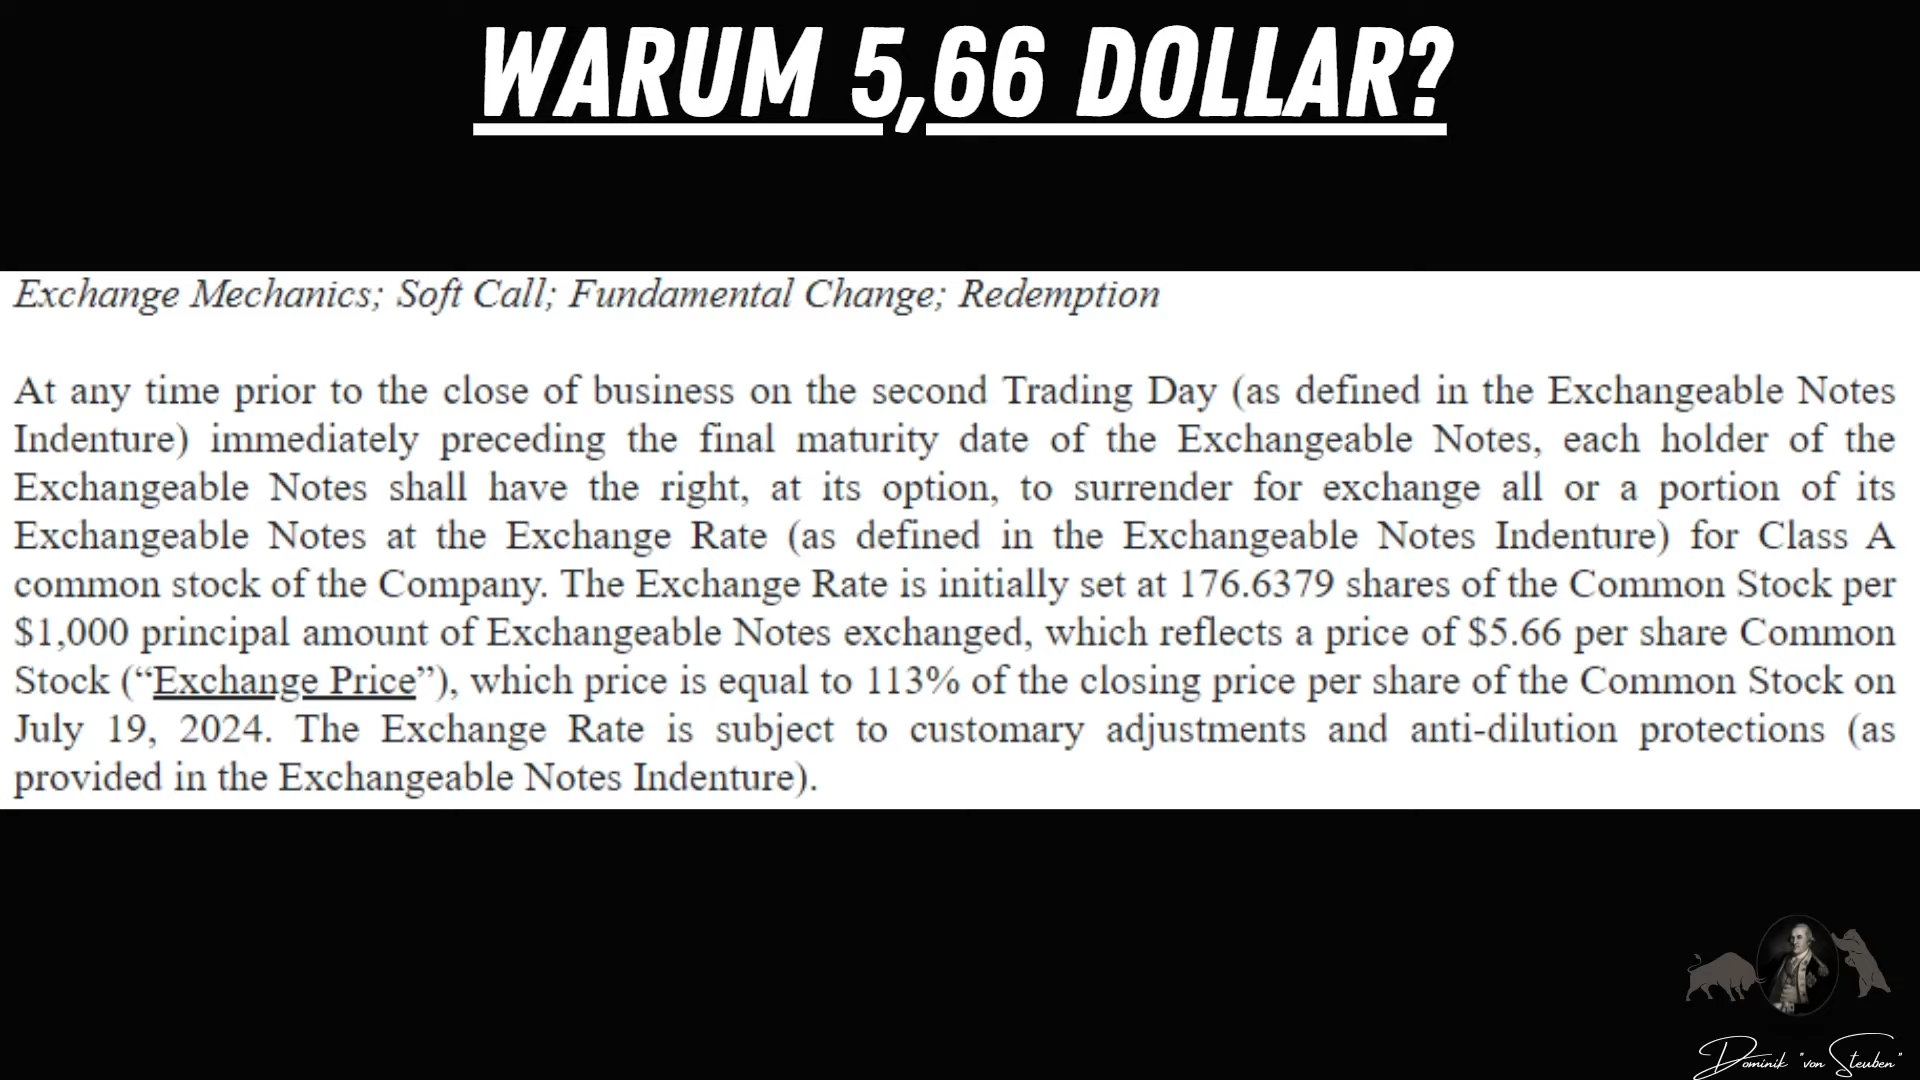 WARUM 5,66 DOLLAR?
Exchange Mechanics; Soft Call; Fundamental Change; Redemption
At any time prior to the close of business on the second Trading Day (as defined in the Exchangeable Notes
Indenture) immediately preceding the final maturity date of the Exchangeable Notes, each holder of the
Exchangeable Notes shall have the right, at its option, to surrender for exchange all or a portion of its
Exchangeable Notes at the Exchange Rate (as defined in the Exchangeable Notes Indenture) for Class A
common stock of the Company. The Exchange Rate is initially set at 176.6379 shares of the Common Stock per
$1,000 principal amount of Exchangeable Notes exchanged, which reflects a price of $5.66 per share Common
Stock (“Exchange Price”), which price is equal to 113% of the closing price per share of the Common Stock on
July 19, 2024. The Exchange Rate is subject to customary adjustments and anti-dilution protections (as
provided in the Exchangeable Notes Indenture).
Dominik "von Steuben"